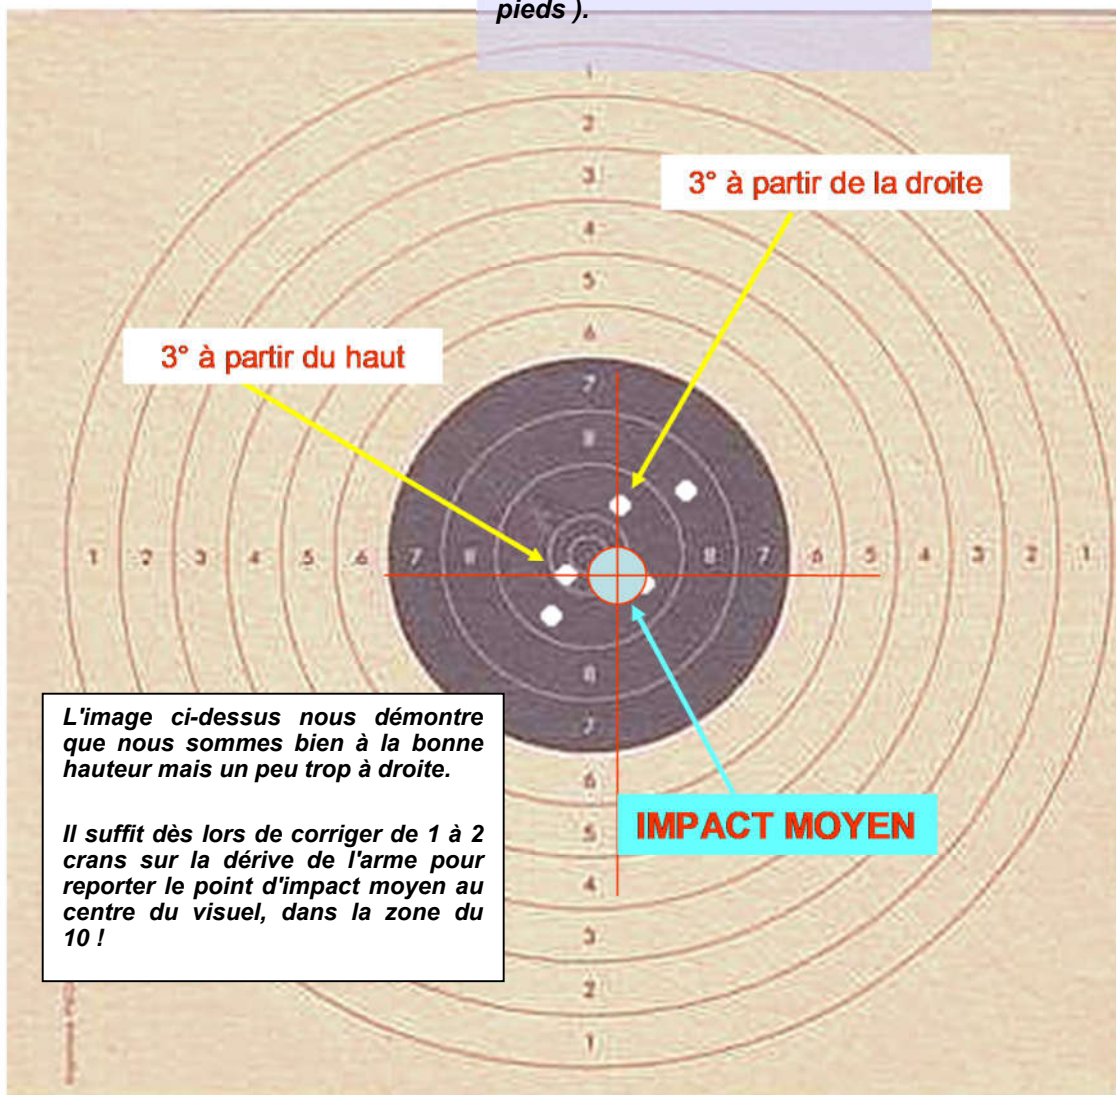 pieds ).
1
2
3
3° à partir de la droite
4
5
6
3° à partir du haut
7
8
1 2 3 4 5 6 7 8 8 7 6 5 4 3 2 1
8
7
L'image ci-dessus nous démontre
que nous sommes bien à la bonne
hauteur mais un peu trop à droite.
Il suffit dès lors de corriger de 1 à 2
crans sur la dérive de l'arme pour
reporter le point d'impact moyen au
centre du visuel, dans la zone du
10 !
6
IMPACT MOYEN
5
4
3
2
1